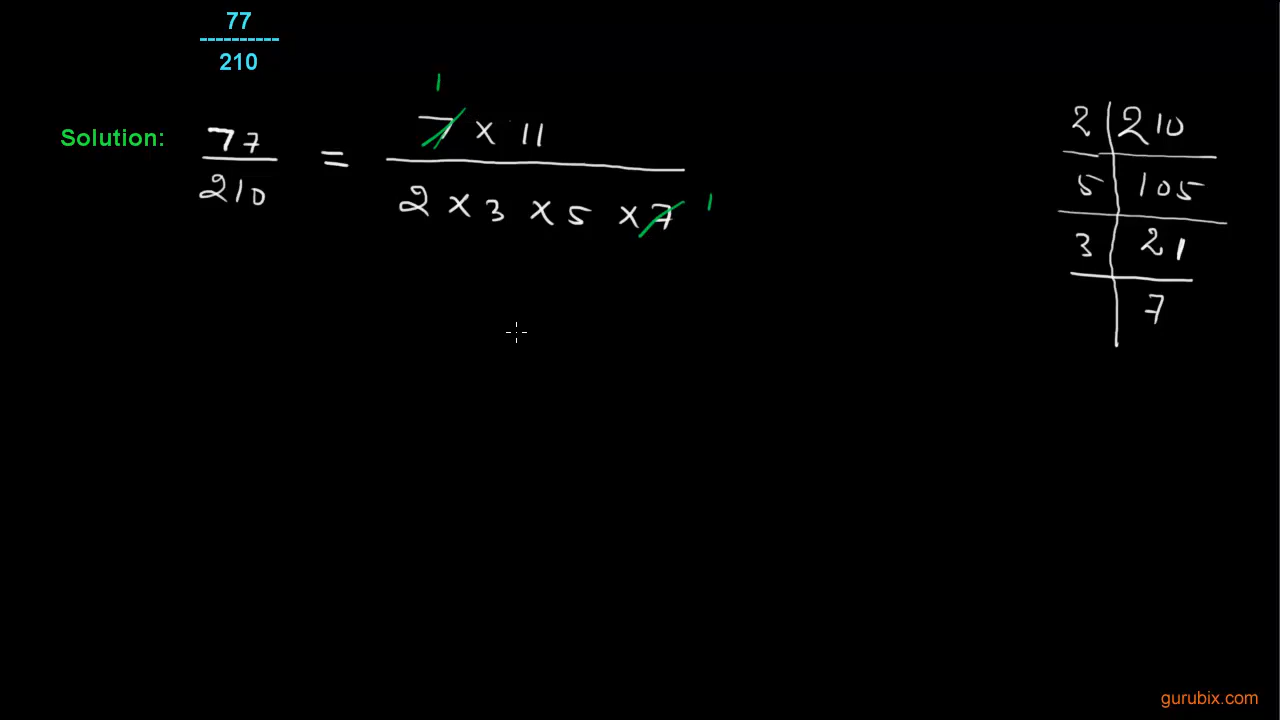 77
----------
210
Solution: 77/210 = 1 7 × 11 / 2 × 3 × 5 × 7 1
2 | 210
5 | 105
3 | 21
| 7
gurubix.com